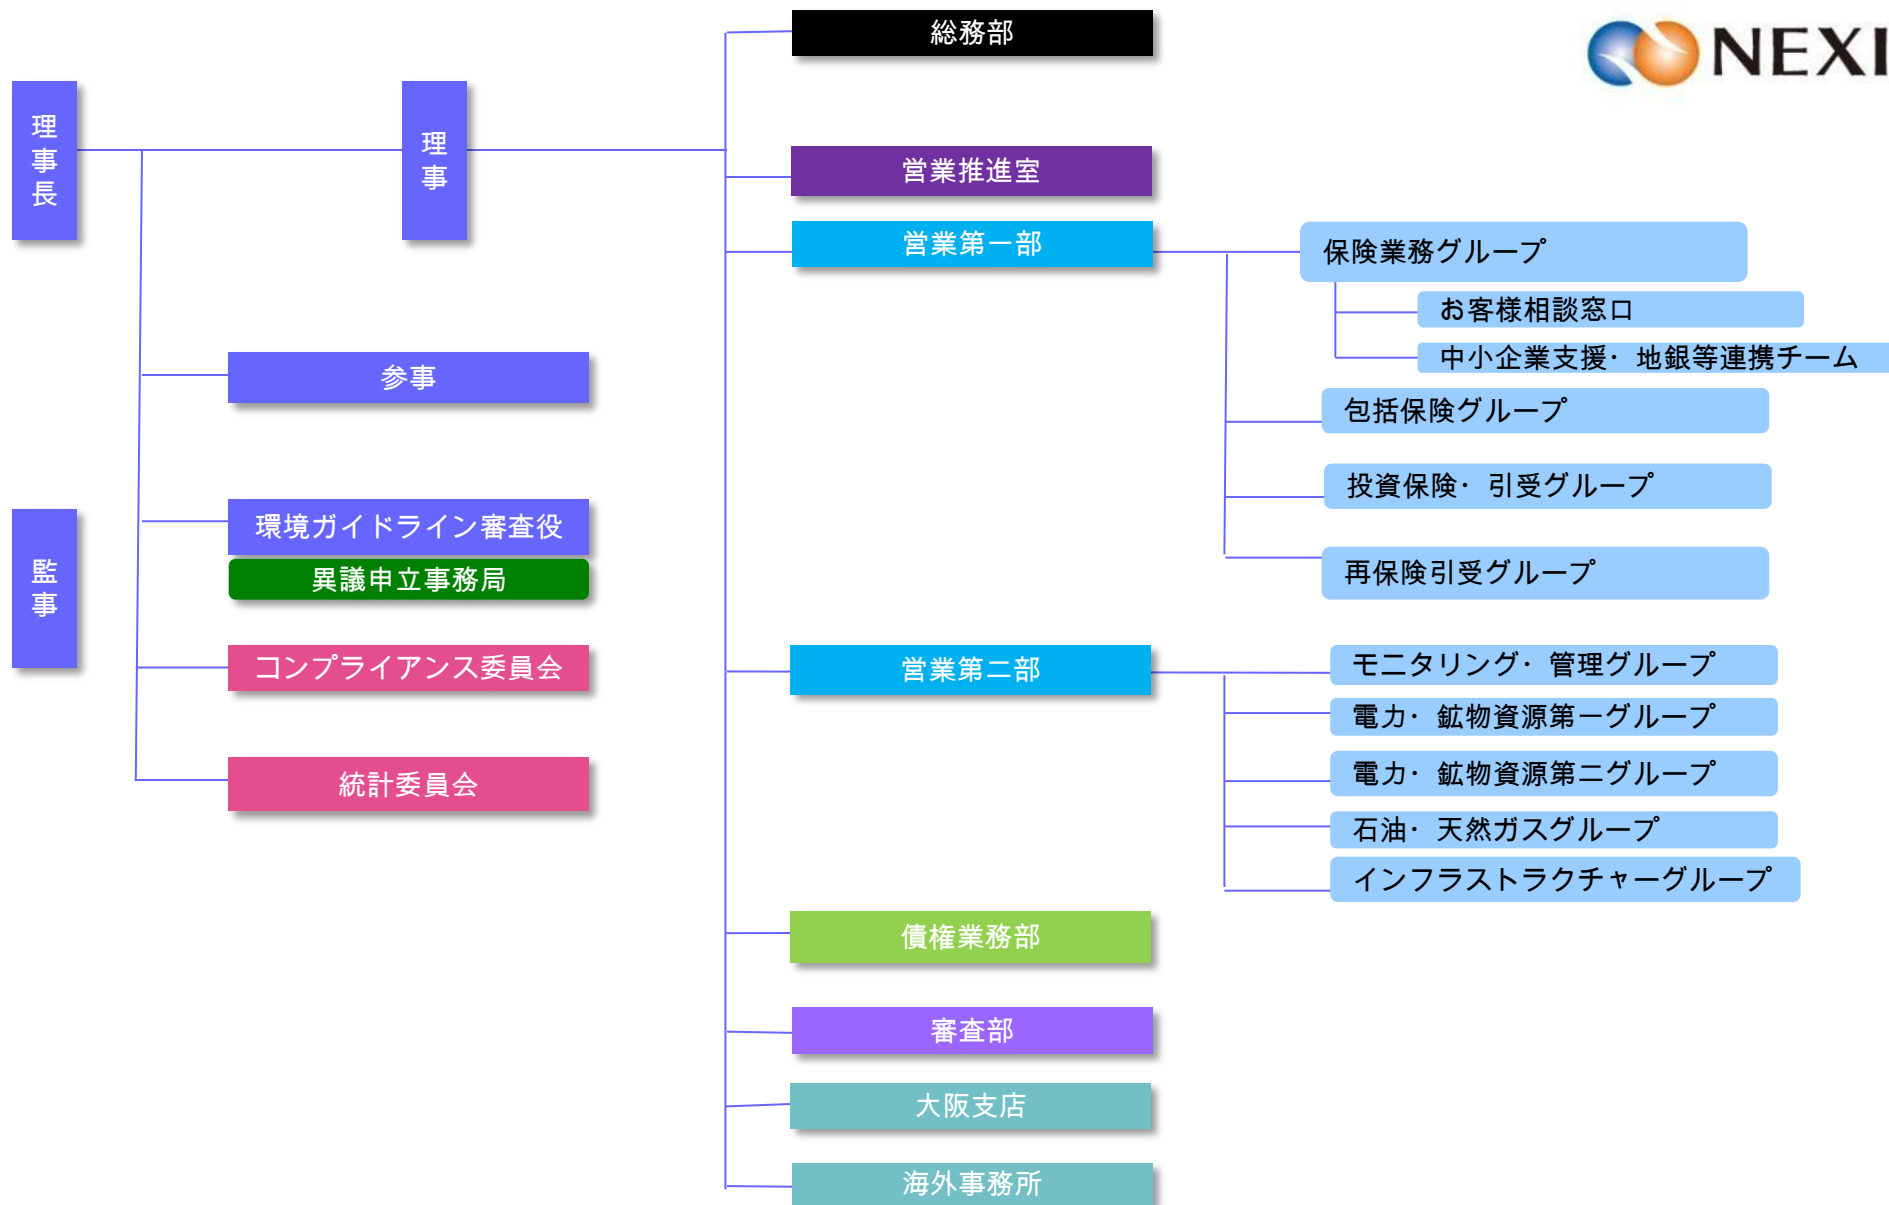 NEXI
理事長
理事
監事
参事
環境ガイドライン審査役
異議申立事務局
コンプライアンス委員会
統計委員会
総務部
営業推進室
営業第一部
保険業務グループ
お客様相談窓口
中小企業支援・地銀等連携チーム
包括保険グループ
投資保険・引受グループ
再保険引受グループ
営業第二部
モニタリング・管理グループ
電力・鉱物資源第一グループ
電力・鉱物資源第二グループ
石油・天然ガスグループ
インフラストラクチャーグループ
債権業務部
審査部
大阪支店
海外事務所